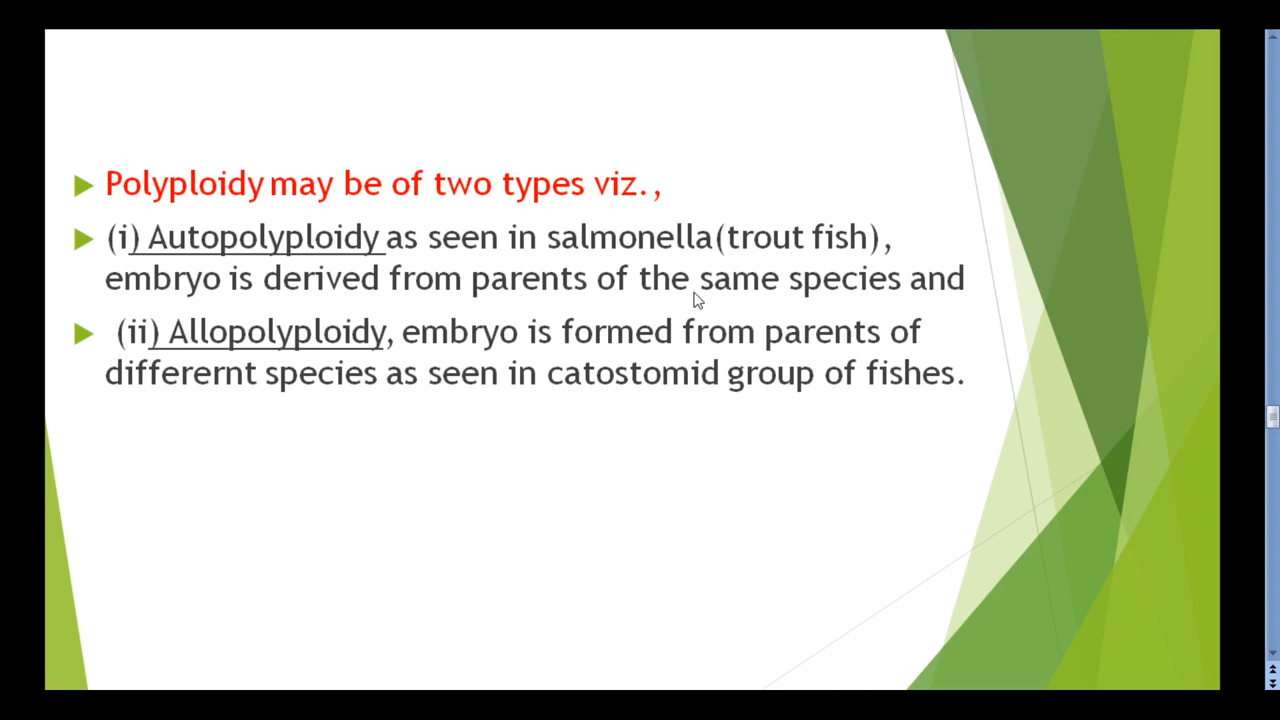 Polyploidy may be of two types viz.,
(i) Autopolyploidy as seen in salmonella(trout fish),
embryo is derived from parents of the same species and
(ii) Allopolyploidy, embryo is formed from parents of
differernt species as seen in catostomid group of fishes.